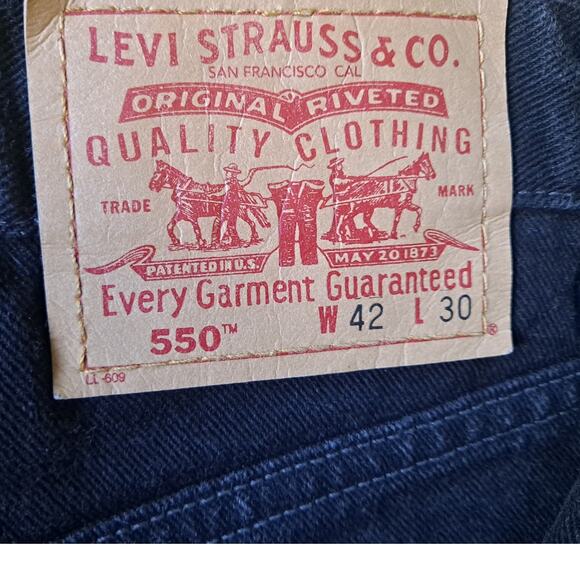 LEVI STRAUSS & CO.
SAN FRANCISCO CAL
ORIGINAL RIVETED
QUALITY CLOTHING
TRADE MARK
PATENTED IN U.S. MAY 20 1873
Every Garment Guaranteed
550™ W 42 L 30 ®
LL-609